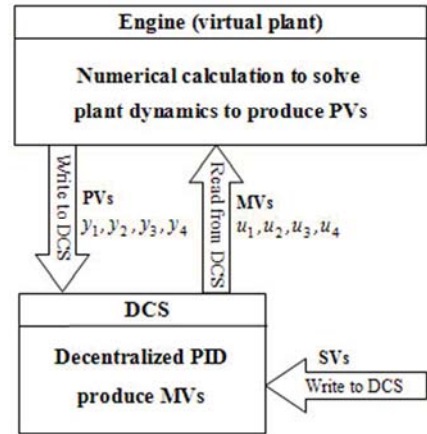 Engine (virtual plant)
Numerical calculation to solve
plant dynamics to produce PVs
Write to DCS
PVs
y₁, y₂, y₃, y₄
Read from DCS
MVs
u₁, u₂, u₃, u₄
DCS
Decentralized PID
produce MVs
SVs
Write to DCS